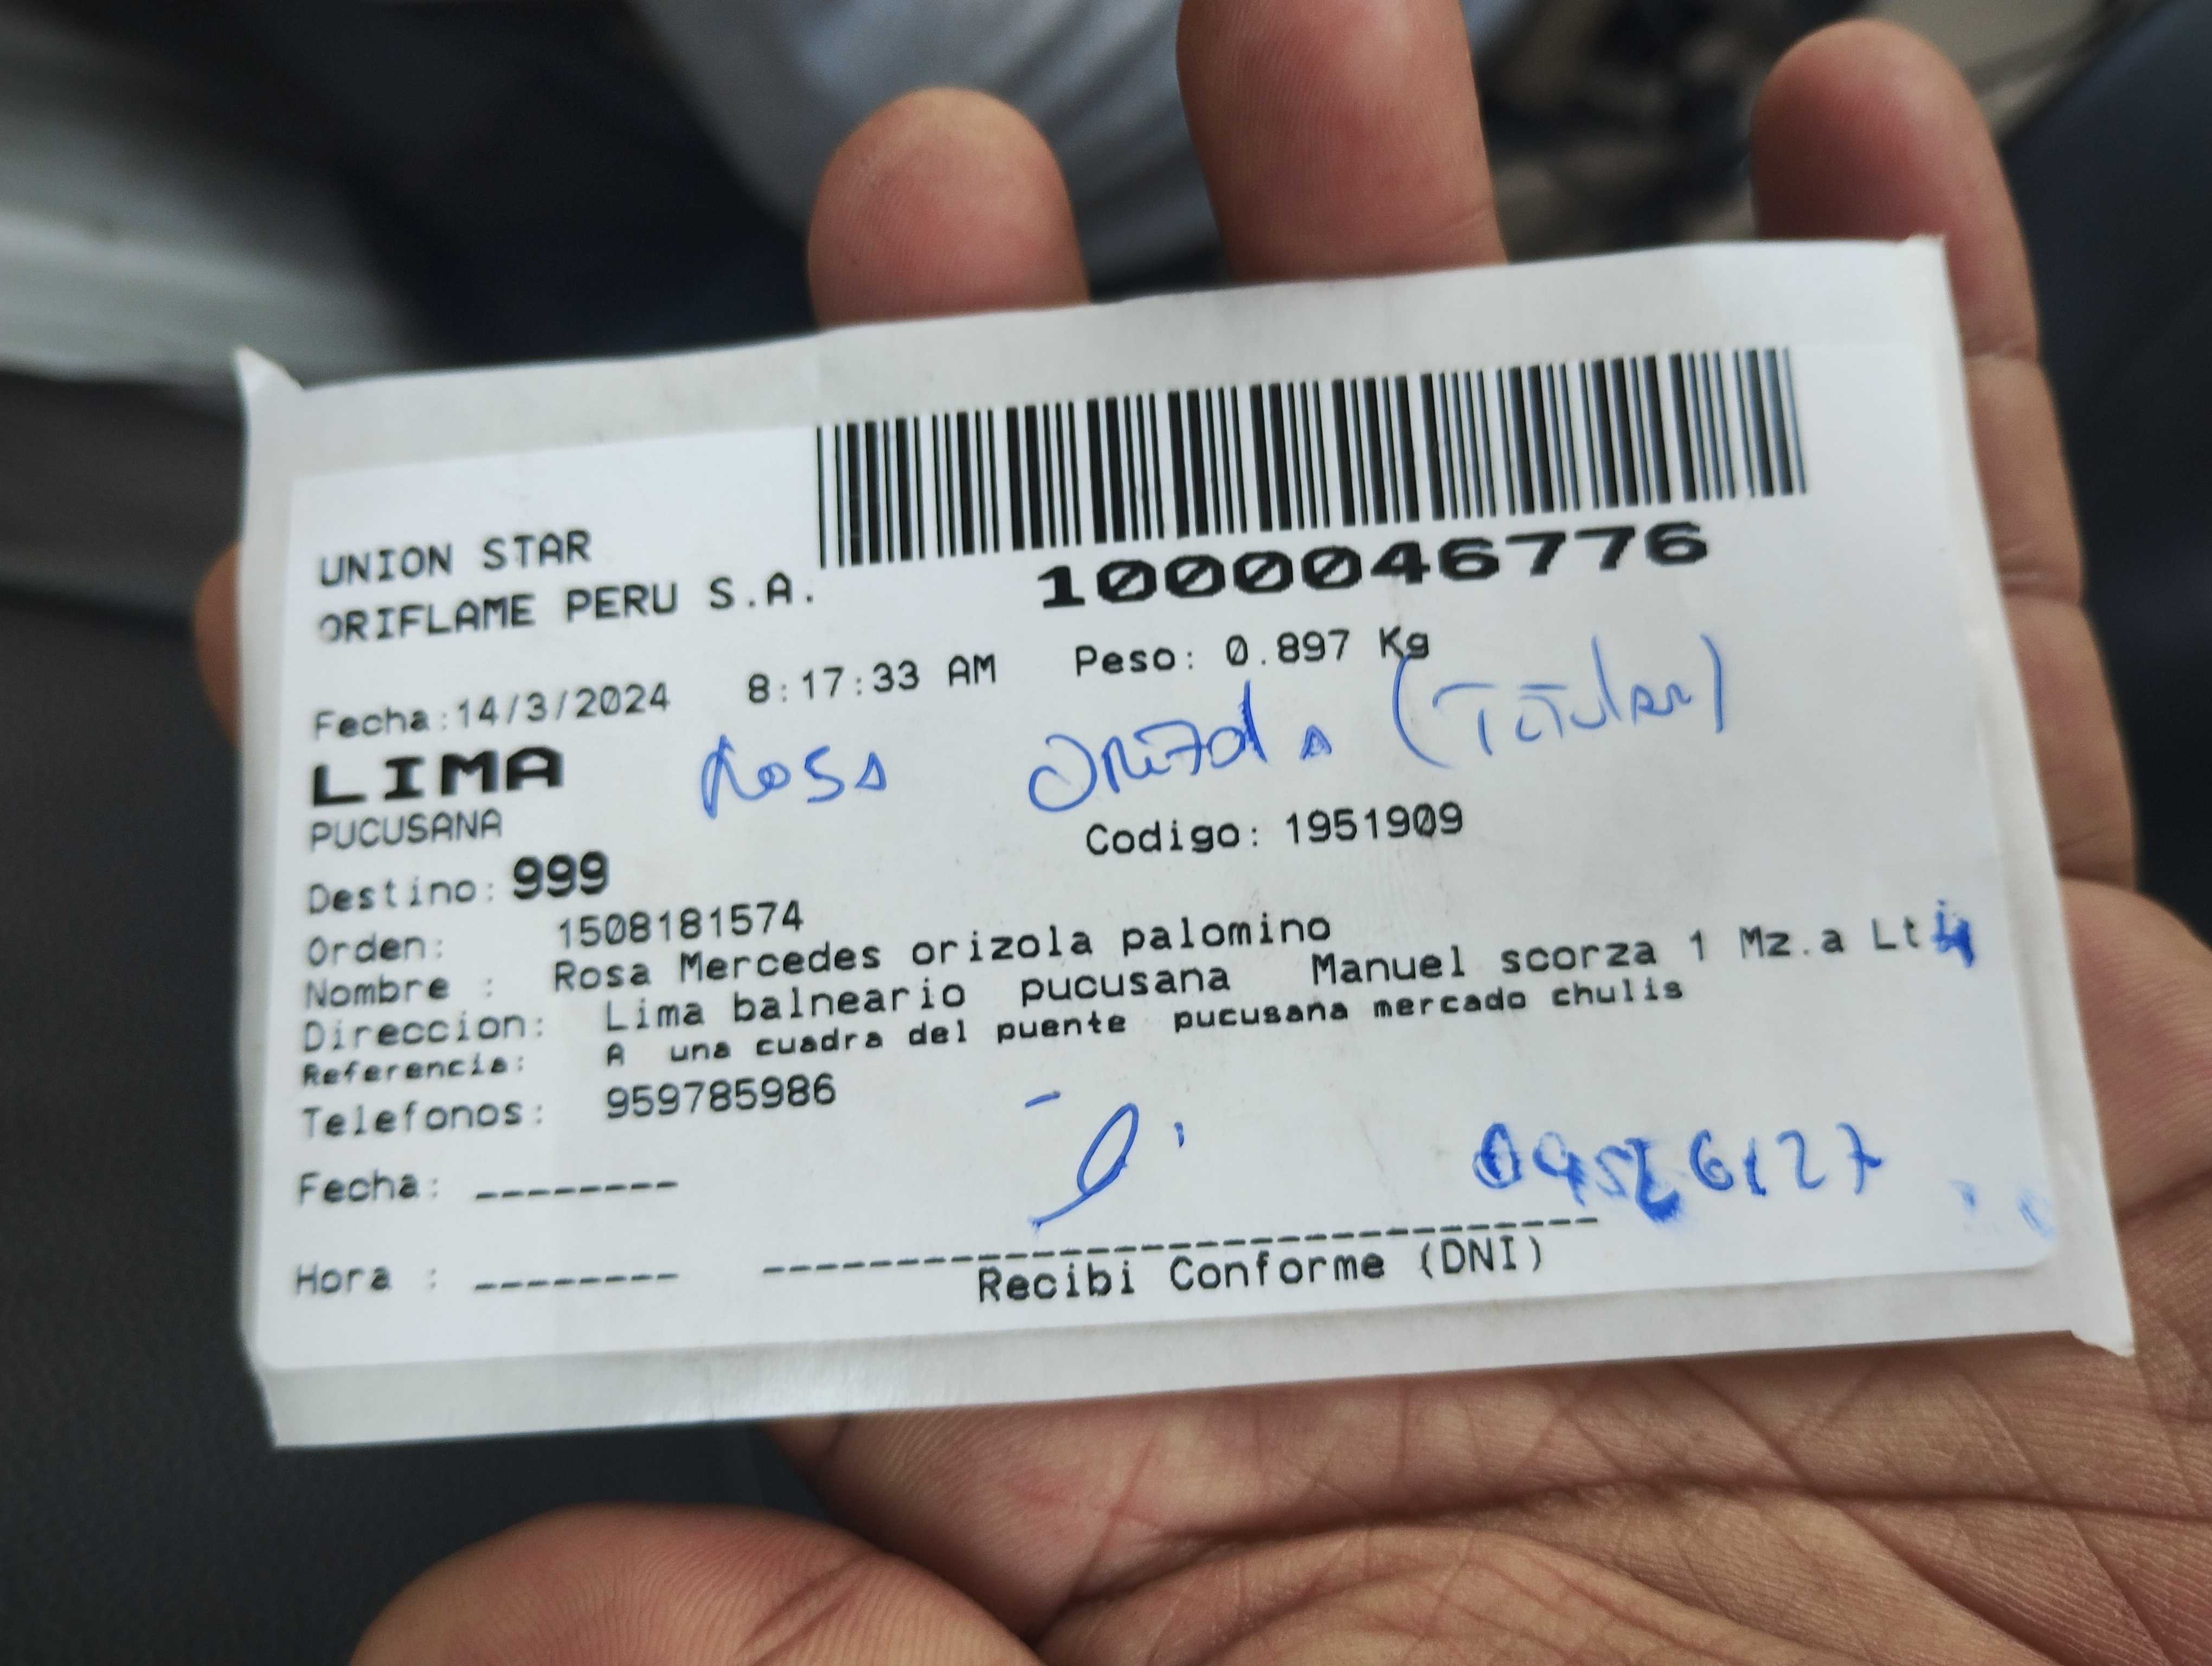 UNION STAR
ORIFLAME PERU S.A.
1000046776
Fecha:14/3/2024 8:17:33 AM Peso: 0.897 Kg
LIMA Rosa Orizola (Titular)
PUCUSANA
Codigo: 1951909
Destino: 999
Orden: 1508181574
Nombre : Rosa Mercedes orizola palomino
Direccion: Lima balneario pucusana Manuel scorza 1 Mz.a Lt
Referencia: A una cuadra del puente pucusana mercado chulis
Telefonos: 959785986
Fecha: --------
Hora : --------
Recibi Conforme (DNI)